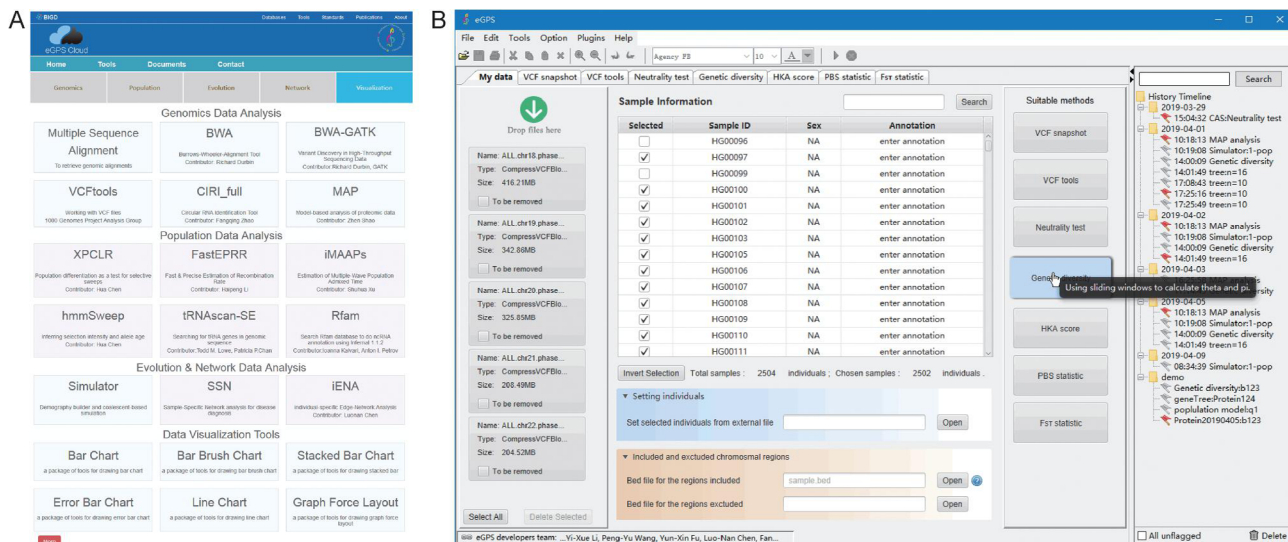 A
BIGD
Databases Tools Standards Publications About
eGPS Cloud
Home Tools Documents Contact
Genomics Population Evolution Network Visualization
Genomics Data Analysis
Multiple Sequence Alignment
To retrieve genomic alignments
BWA
Burrows-Wheeler-Alignment Tool
Contributor: Richard Durbin
BWA-GATK
Variant Discovery in High-Throughput Sequencing Data
Contributor: Richard Durbin, GATK
VCFtools
Working with VCF files
1000 Genomes Project Analysis Group
CIRI_full
Circular RNA Identification Tool
Contributor: Fangqing Zhao
MAP
Model-based analysis of proteomic data
Contributor: Zhen Shao
Population Data Analysis
XPCLR
Population differentiation as a test for selective sweeps
Contributor: Hua Chen
FastEPRR
Fast & Precise Estimation of Recombination Rate
Contributor: Haipeng Li
iMAAPs
Estimation of Multiple-Wave Population Admixed Time
Contributor: Shuhua Xu
hmmSweep
Inferring selection intensity and allele age
Contributor: Hua Chen
tRNAscan-SE
Searching for tRNA genes in genomic sequence
Contributor:Todd M. Lowe, Patricia P.Chan
Rfam
Search Rfam database to do ncRNA annotation using Infernal 1.1.2
Contributor:Ioanna Kalvari, Anton I. Petrov
Evolution & Network Data Analysis
Simulator
Demography builder and coalescent-based simulation
SSN
Sample-Specific Network analysis for disease diagnosis
iENA
individual specific Edge-Network Analysis
Contributor: Luonan Chen
Data Visualization Tools
Bar Chart
a package of tools for drawing bar chart
Bar Brush Chart
a package of tools for drawing bar brush chart
Stacked Bar Chart
a package of tools for drawing stacked bar
Error Bar Chart
a package of tools for drawing error bar chart
Line Chart
a package of tools for drawing line chart
Graph Force Layout
a package of tools for drawing graph force layout
B
eGPS
File Edit Tools Option Plugins Help
Agency FB 10 A
My data VCF snapshot VCF tools Neutrality test Genetic diversity HKA score PBS statistic FST statistic
Drop files here
Name: ALL.chr18.phase...
Type: CompressVCFBlo...
Size: 416.21MB
To be removed
Name: ALL.chr19.phase...
Type: CompressVCFBlo...
Size: 342.86MB
To be removed
Name: ALL.chr20.phase...
Type: CompressVCFBlo...
Size: 325.85MB
To be removed
Name: ALL.chr21.phase...
Type: CompressVCFBlo...
Size: 208.49MB
To be removed
Name: ALL.chr22.phase...
Type: CompressVCFBlo...
Size: 204.52MB
To be removed
Select All Delete Selected
Sample Information Search
Selected Sample ID Sex Annotation
HG00096 NA enter annotation
HG00097 NA enter annotation
HG00099 NA enter annotation
HG00100 NA enter annotation
HG00101 NA enter annotation
HG00102 NA enter annotation
HG00103 NA enter annotation
HG00105 NA enter annotation
HG00106 NA enter annotation
HG00107 NA enter annotation
HG00108 NA enter annotation
HG00109 NA enter annotation
HG00110 NA enter annotation
HG00111 NA enter annotation
Invert Selection Total samples : 2504 individuals ; Chosen samples : 2502 individuals .
Setting individuals
Set selected individuals from external file Open
Included and excluded chromosmal regions
Bed file for the regions included sample.bed Open
Bed file for the regions excluded Open
Suitable methods
VCF snapshot
VCF tools
Neutrality test
Using sliding windows to calculate theta and pi.
HKA score
PBS statistic
FST statistic
Search
History Timeline
2019-03-29
15:04:32 CAS:Neutrality test
2019-04-01
10:18:13 MAP analysis
10:19:08 Simulator:1-pop
14:00:09 Genetic diversity
14:01:49 tree:n=16
17:08:43 tree:n=10
17:25:16 tree:n=10
17:25:49 tree:n=10
2019-04-02
10:18:13 MAP analysis
10:19:08 Simulator:1-pop
14:00:09 Genetic diversity
14:01:49 tree:n=16
2019-04-03
2019-04-05
10:18:13 MAP analysis
10:19:08 Simulator:1-pop
14:00:09 Genetic diversity
14:01:49 tree:n=16
2019-04-09
08:34:39 Simulator:1-pop
demo
Genetic diversity:b123
geneTree:Protein124
poplulation model:q1
Protein20190405:b123
All unflagged Delete
eGPS developers team: ...Yi-Xue Li, Peng-Yu Wang, Yun-Xin Fu, Luo-Nan Chen, Fan...